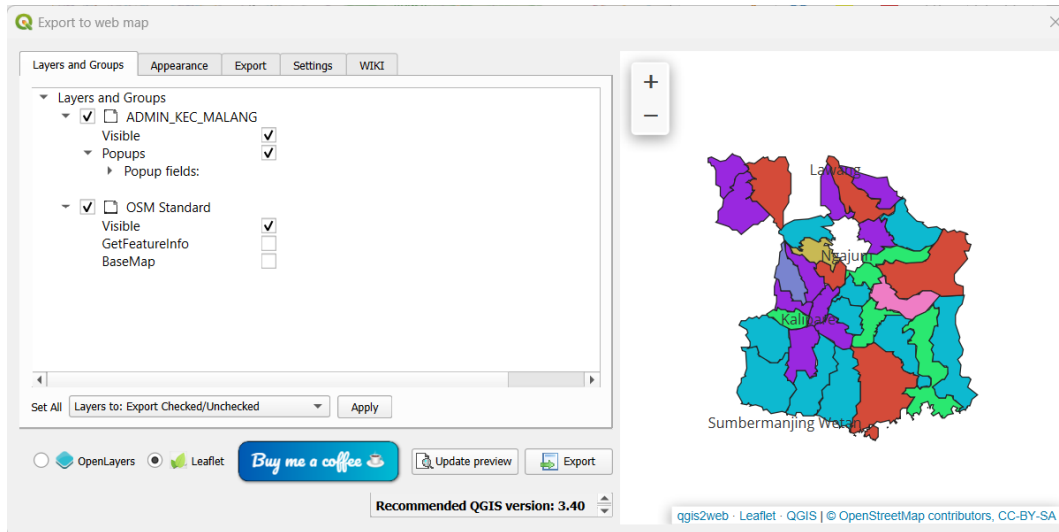 Export to web map
Layers and Groups Appearance Export Settings WIKI
Layers and Groups
ADMIN_KEC_MALANG
Visible
Popups
Popup fields:
OSM Standard
Visible
GetFeatureInfo
BaseMap
Set All Layers to: Export Checked/Unchecked Apply
OpenLayers Leaflet Buy me a coffee Update preview Export
Recommended QGIS version: 3.40
+
−
Lawang
Ngajum
Kalipare
Sumbermanjing Wetan
qgis2web · Leaflet · QGIS | © OpenStreetMap contributors, CC-BY-SA